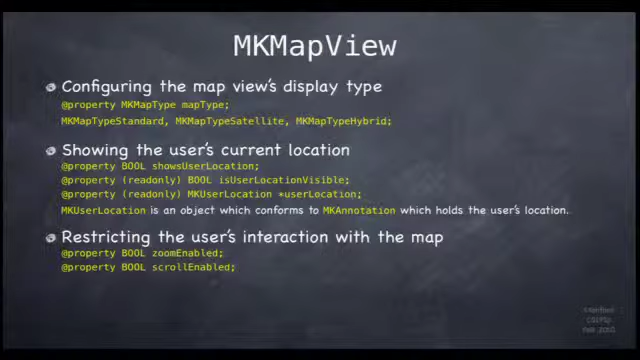 MKMapView
Configuring the map view's display type
@property MKMapType mapType;
MKMapTypeStandard, MKMapTypeSatellite, MKMapTypeHybrid;
Showing the user's current location
@property BOOL showsUserLocation;
@property (readonly) BOOL isUserLocationVisible;
@property (readonly) MKUserLocation *userLocation;
MKUserLocation is an object which conforms to MKAnnotation which holds the user's location.
Restricting the user's interaction with the map
@property BOOL zoomEnabled;
@property BOOL scrollEnabled;
Stanford
CS193p
Fall 2010